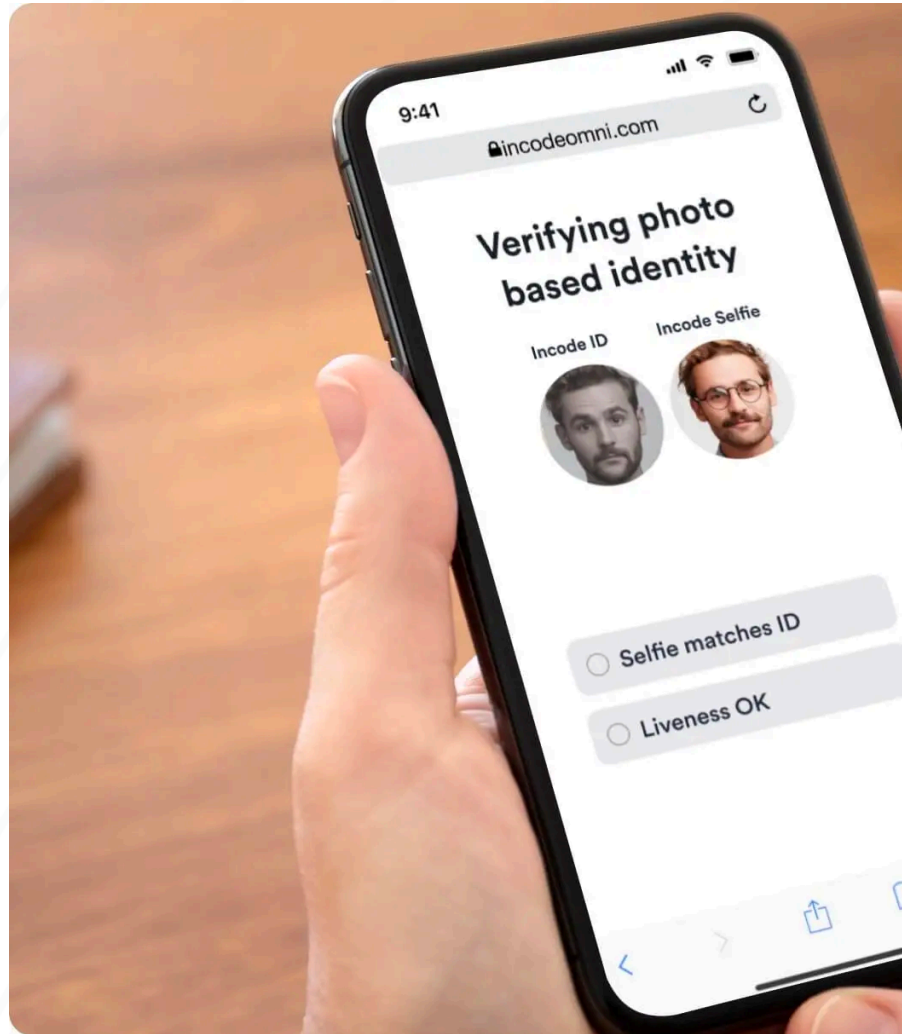 9:41
incodeomni.com
Verifying photo
based identity
Incode ID
Incode Selfie
Selfie matches ID
Liveness OK